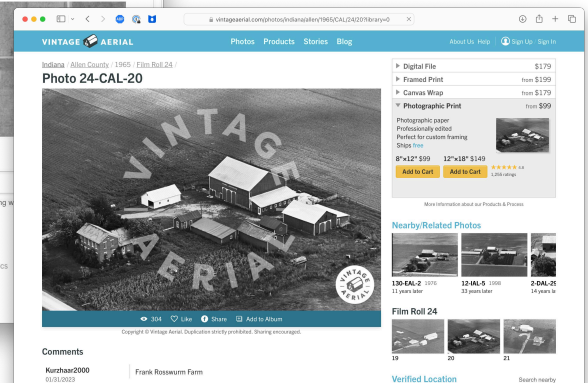 vintageaerial.com/photos/indiana/allen/1965/CAL/24/20?library=0
VINTAGE AERIAL
Photos Products Stories Blog
About Us Help Sign Up Sign In
Indiana / Allen County / 1965 / Film Roll 24 /
Photo 24-CAL-20
VINTAGE
AERIAL
VINTAGE
AERIAL
304 Like Share Add to Album
Copyright © Vintage Aerial. Duplication strictly prohibited. Sharing encouraged.
Comments
Kurzhaar2000
01/31/2023
Frank Rosswurm Farm
Digital File $179
Framed Print from $199
Canvas Wrap from $179
Photographic Print from $99
Photographic paper
Professionally edited
Perfect for custom framing
Ships free
8"x12" $99 12"x18" $149
Add to Cart Add to Cart
ratings
More information about our Products & Process
Nearby/Related Photos
130-EAL-2 1976
11 years later
12-IAL-5 1998
33 years later
2-DAL-25
14 years la
Film Roll 24
19 20 21
Verified Location
Search nearby
ng w
cs